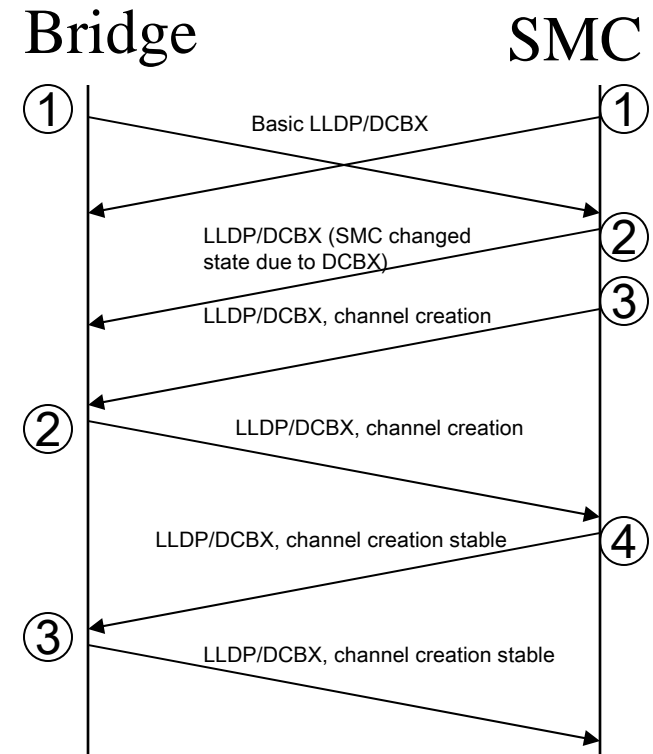 Bridge SMC
1 1
Basic LLDP/DCBX
LLDP/DCBX (SMC changed
state due to DCBX)
2
3
LLDP/DCBX, channel creation
2
LLDP/DCBX, channel creation
LLDP/DCBX, channel creation stable
4
3
LLDP/DCBX, channel creation stable